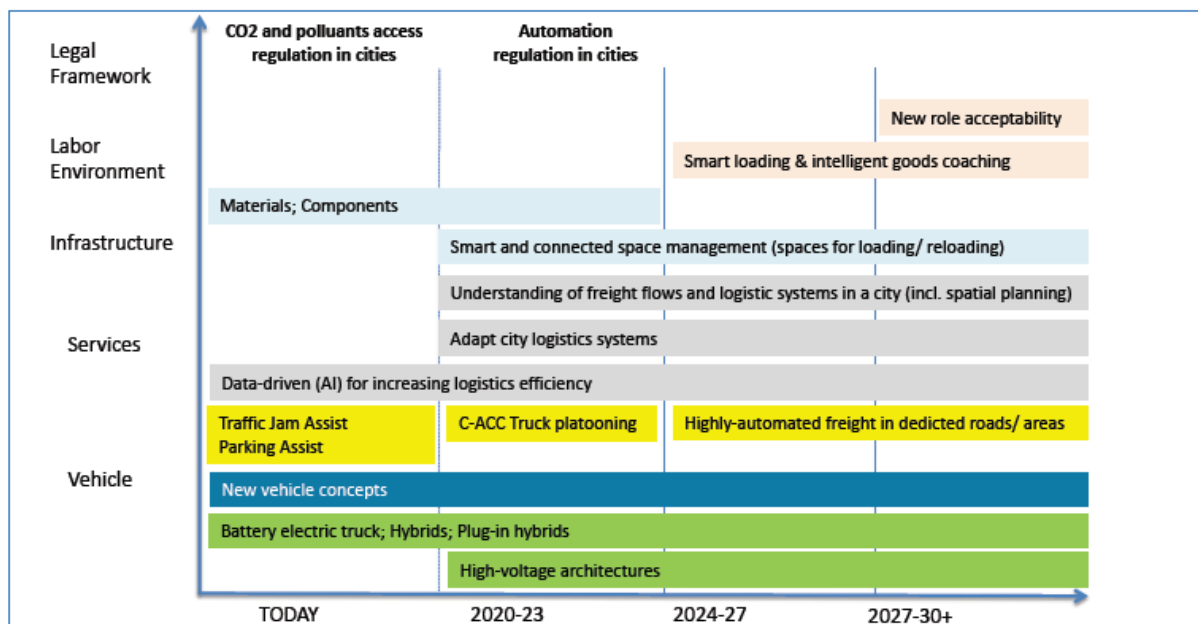 CO2 and polluants access
regulation in cities
Automation
regulation in cities
Legal
Framework
New role acceptability
Labor
Environment
Smart loading & intelligent goods coaching
Materials; Components
Infrastructure
Smart and connected space management (spaces for loading/ reloading)
Understanding of freight flows and logistic systems in a city (incl. spatial planning)
Services
Adapt city logistics systems
Data-driven (AI) for increasing logistics efficiency
Traffic Jam Assist
Parking Assist
C-ACC Truck platooning
Highly-automated freight in dedicted roads/ areas
Vehicle
New vehicle concepts
Battery electric truck; Hybrids; Plug-in hybrids
High-voltage architectures
TODAY
2020-23
2024-27
2027-30+